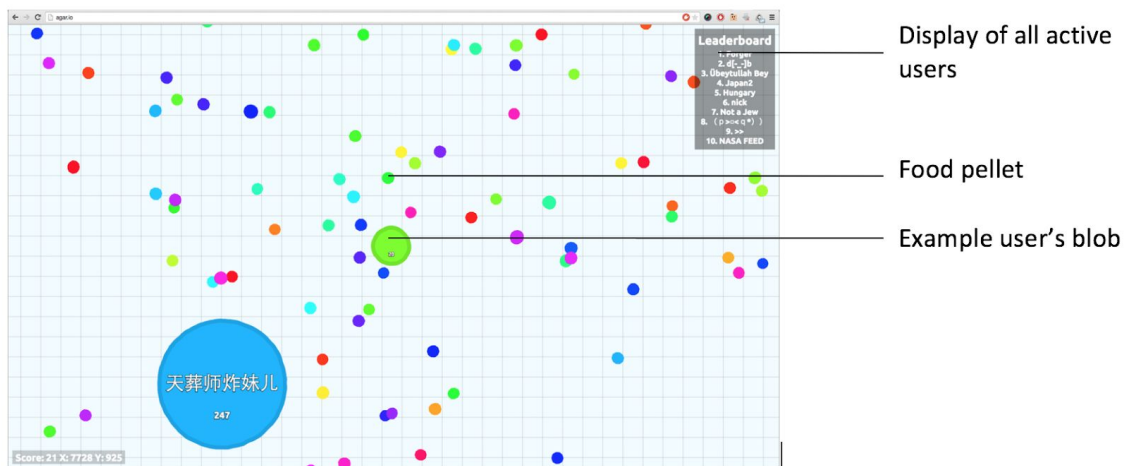 agar.io
Leaderboard
1. Forger
2. d[-_-]b
3. Übeytullah Bey
4. Japan2
5. Hungary
6. nick
7. Not a Jew
8. （ｐ>∞<ｑ*））
9. >>
10. NASA FEED
Display of all active
users
Food pellet
Example user’s blob
天葬师炸妹儿
247
Score: 21 X: 7728 Y: 925